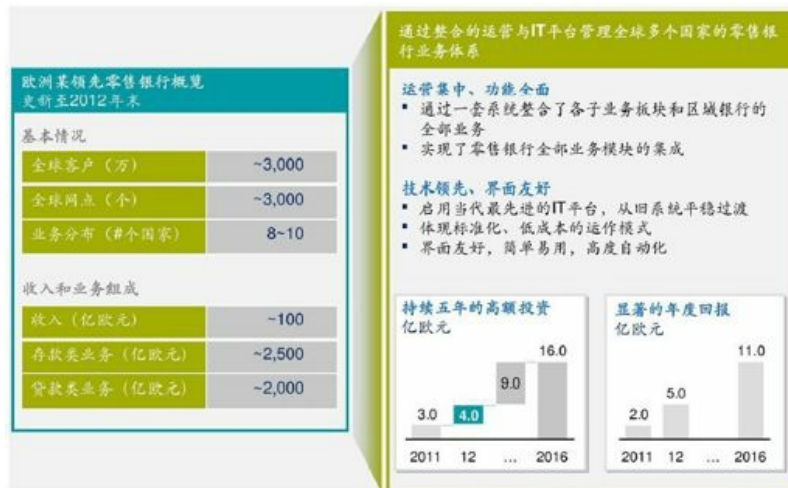 欧洲某领先零售银行概览
更新至2012年末
基本情况
全球客户（万） ~3,000
全球网点（个） ~3,000
业务分布（#个国家） 8~10
收入和业务组成
收入（亿欧元） ~100
存款类业务（亿欧元） ~2,500
贷款类业务（亿欧元） ~2,000
通过整合的运营与IT平台管理全球多个国家的零售银
行业务体系
运营集中、功能全面
▪ 通过一套系统整合了各子业务板块和区域银行的
全部业务
▪ 实现了零售银行全部业务模块的集成
技术领先、界面友好
▪ 启用当代最先进的IT平台，从旧系统平稳过渡
▪ 体现标准化、低成本的运作模式
▪ 界面友好，简单易用，高度自动化
持续五年的高额投资
亿欧元
16.0
9.0
3.0 4.0
2011 12 ... 2016
显著的年度回报
亿欧元
11.0
5.0
2.0
2011 12 ... 2016